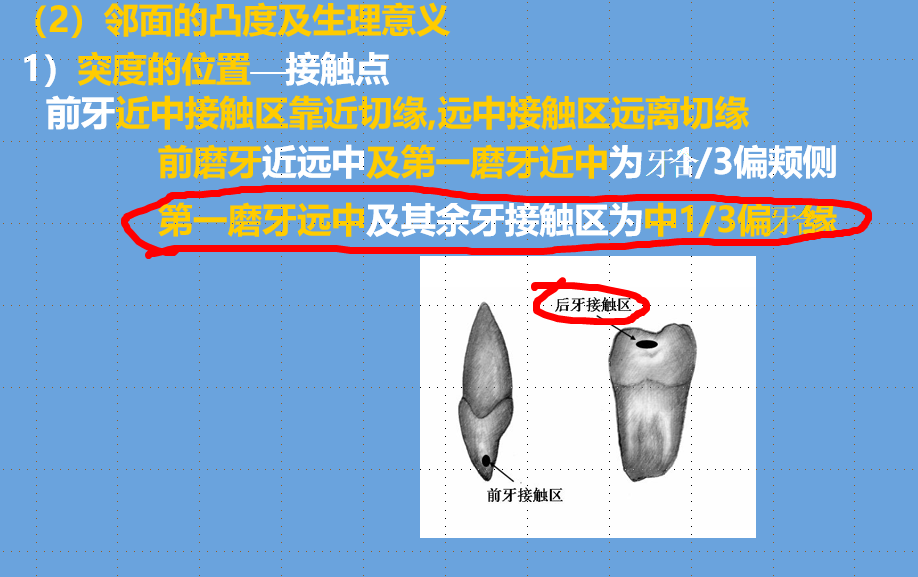 （2）邻面的凸度及生理意义
1）突度的位置—接触点
前牙近中接触区靠近切缘,远中接触区远离切缘
前磨牙近远中及第一磨牙近中为牙合1/3偏颊侧
第一磨牙远中及其余牙接触区为中1/3偏牙合缘
后牙接触区
前牙接触区